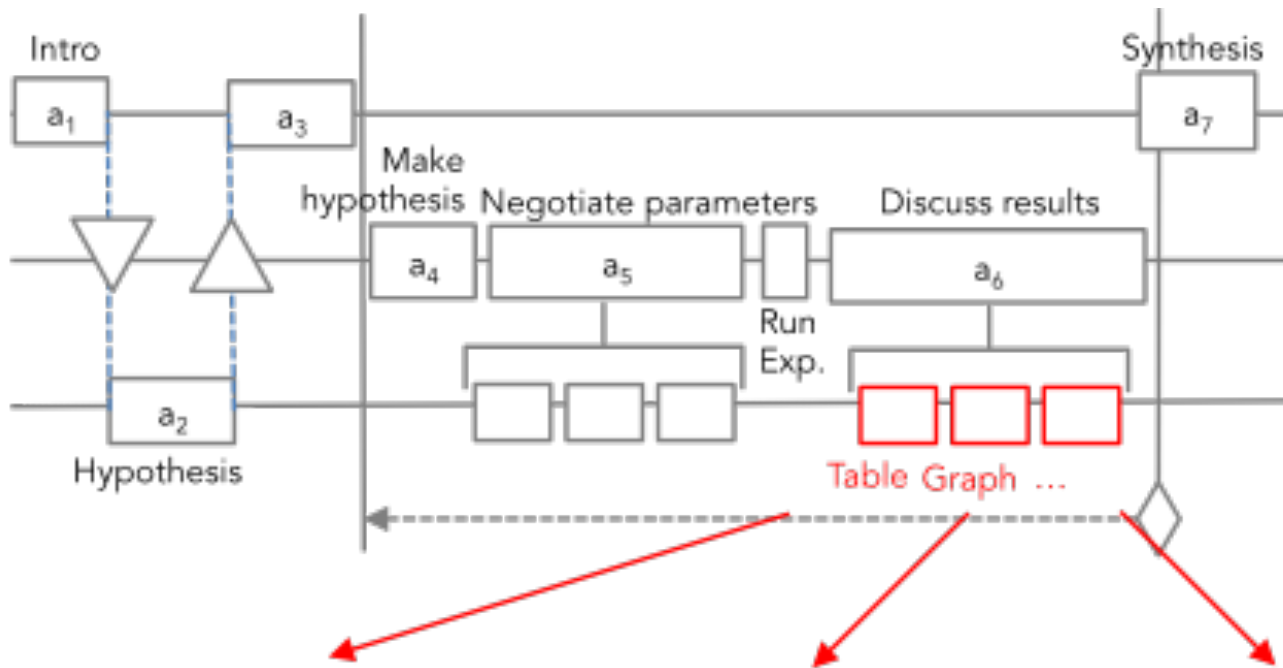 Intro
Synthesis
a1
a3
a7
Make
hypothesis
Negotiate parameters
Discuss results
a4
a5
a6
Run
Exp.
a2
Hypothesis
Table Graph ...